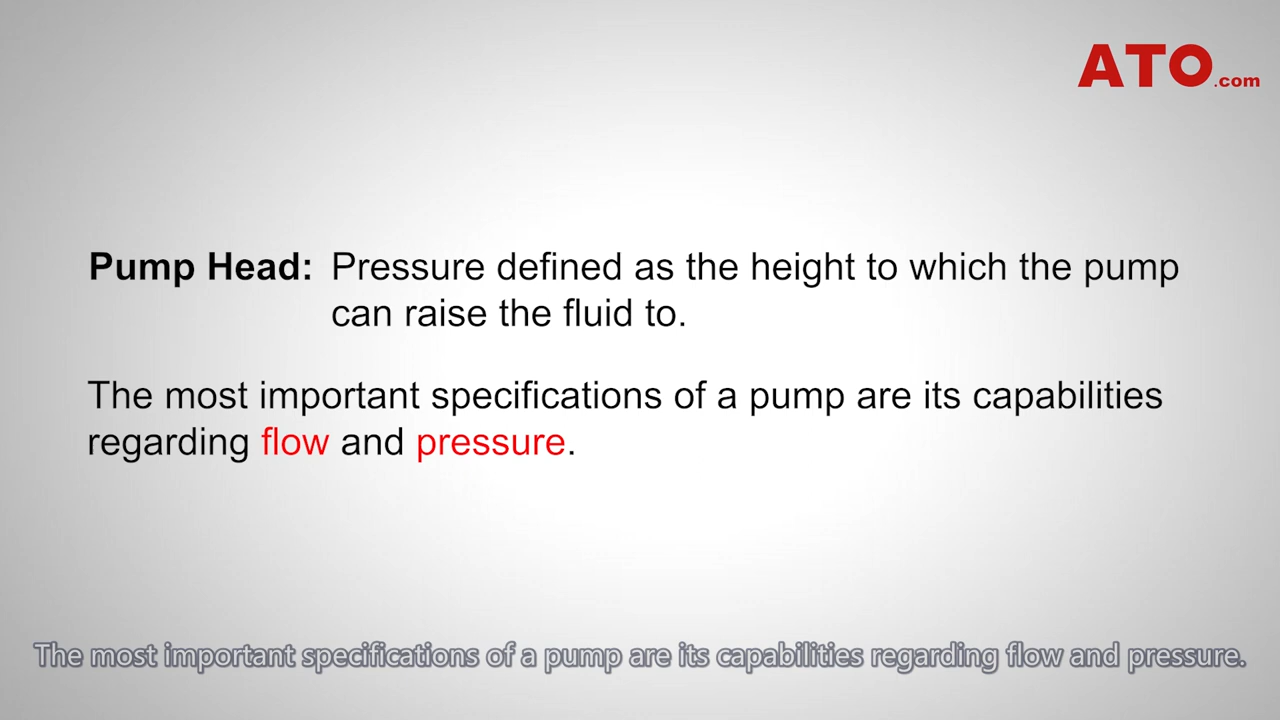 ATO.com
Pump Head: Pressure defined as the height to which the pump
can raise the fluid to.
The most important specifications of a pump are its capabilities
regarding flow and pressure.
The most important specifications of a pump are its capabilities regarding flow and pressure.